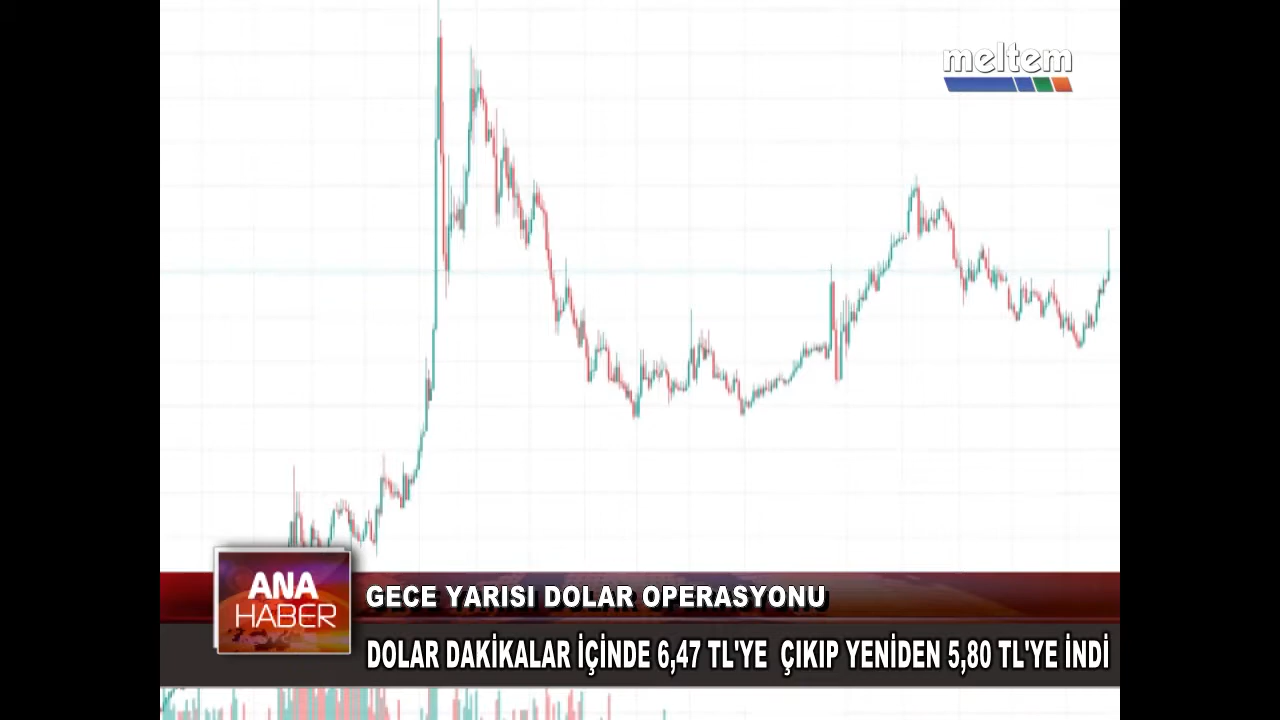 meltem
ANA
HABER
GECE YARISI DOLAR OPERASYONU
DOLAR DAKİKALAR İÇİNDE 6,47 TL'YE ÇIKIP YENİDEN 5,80 TL'YE İNDİ